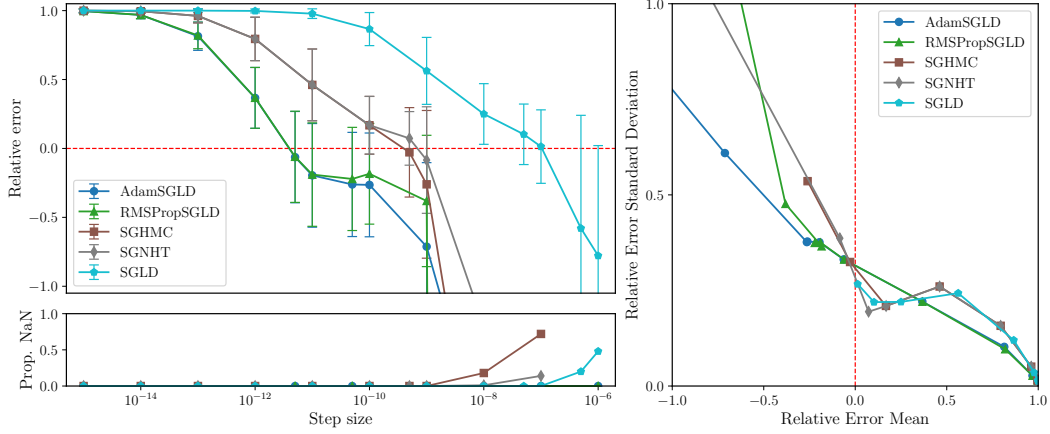 1.0
0.5
0.0
−0.5
−1.0
Relative error
AdamSGLD
RMSPropSGLD
SGHMC
SGNHT
SGLD
1.0
0.5
0.0
Prop. NaN
10⁻¹⁴
10⁻¹²
10⁻¹⁰
10⁻⁸
10⁻⁶
Step size
1.0
0.5
0.0
Relative Error Standard Deviation
AdamSGLD
RMSPropSGLD
SGHMC
SGNHT
SGLD
−1.0
−0.5
0.0
0.5
1.0
Relative Error Mean